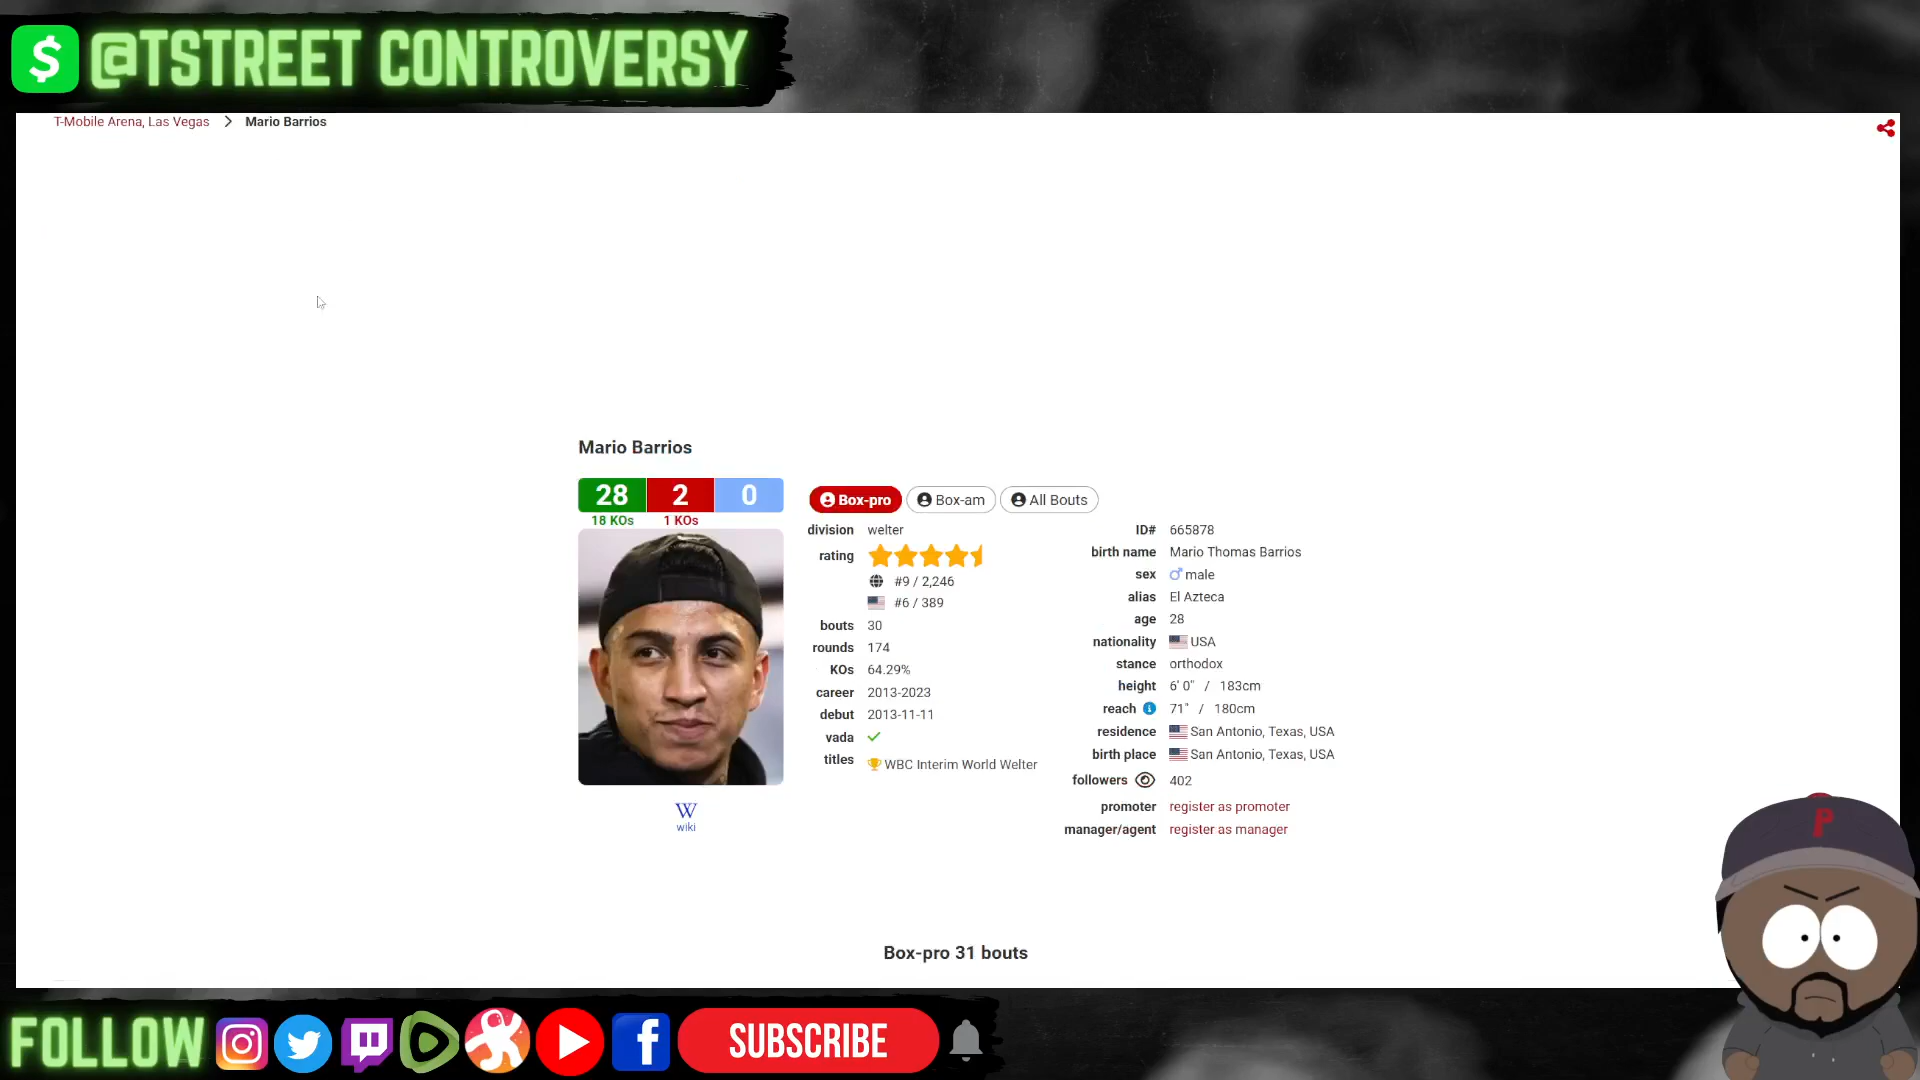 $ @TSTREET CONTROVERSY
T-Mobile Arena, Las Vegas > Mario Barrios
Mario Barrios
28 2 0
18 KOs 1 KOs
Box-pro Box-am All Bouts
division welter
rating
#9 / 2,246
#6 / 389
bouts 30
rounds 174
KOs 64.29%
career 2013-2023
debut 2013-11-11
vada
titles WBC Interim World Welter
ID# 665878
birth name Mario Thomas Barrios
sex male
alias El Azteca
age 28
nationality USA
stance orthodox
height 6' 0" / 183cm
reach 71" / 180cm
residence San Antonio, Texas, USA
birth place San Antonio, Texas, USA
followers 402
promoter register as promoter
manager/agent register as manager
W
wiki
Box-pro 31 bouts
P
FOLLOW SUBSCRIBE